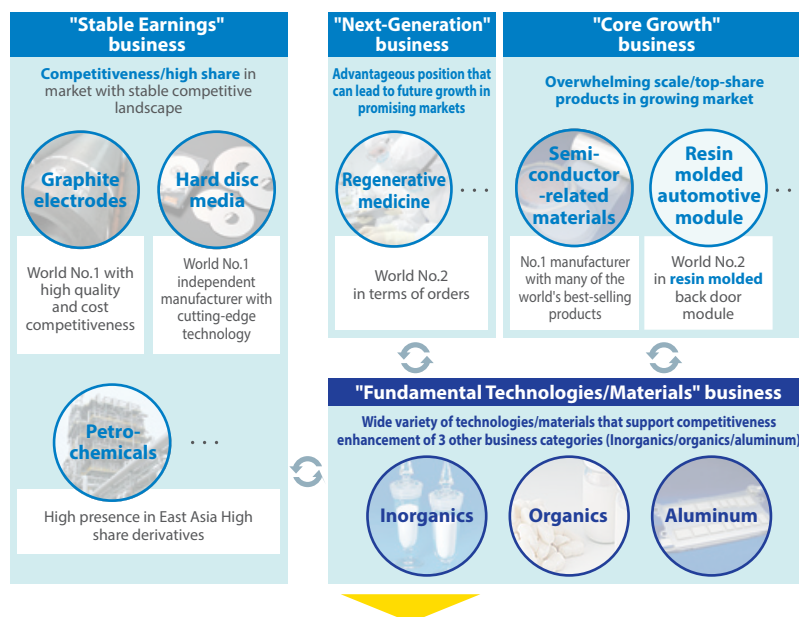 "Stable Earnings"
business
Competitiveness/high share in
market with stable competitive
landscape
Graphite
electrodes
World No.1 with
high quality
and cost
competitiveness
Hard disc
media
World No.1
independent
manufacturer with
cutting-edge
technology
Petro-
chemicals
. . .
High presence in East Asia High
share derivatives
"Next-Generation"
business
Advantageous position that
can lead to future growth in
promising markets
Regenerative
medicine
. . .
World No.2
in terms of orders
"Core Growth"
business
Overwhelming scale/top-share
products in growing market
Semi-
conductor
-related
materials
No.1 manufacturer
with many of the
world's best-selling
products
Resin
molded
automotive
module
. .
World No.2
in resin molded
back door
module
"Fundamental Technologies/Materials" business
Wide variety of technologies/materials that support competitiveness
enhancement of 3 other business categories (Inorganics/organics/aluminum)
Inorganics
Organics
Aluminum